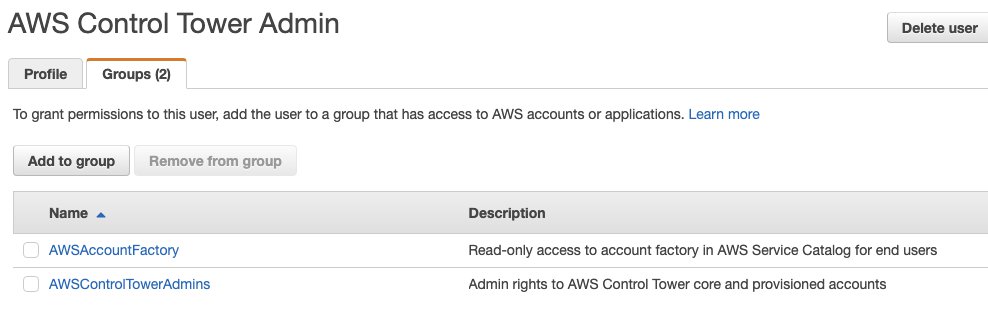 AWS Control Tower Admin
Delete user
Profile
Groups (2)
To grant permissions to this user, add the user to a group that has access to AWS accounts or applications. Learn more
Add to group
Remove from group
Name
Description
AWSAccountFactory
Read-only access to account factory in AWS Service Catalog for end users
AWSControlTowerAdmins
Admin rights to AWS Control Tower core and provisioned accounts